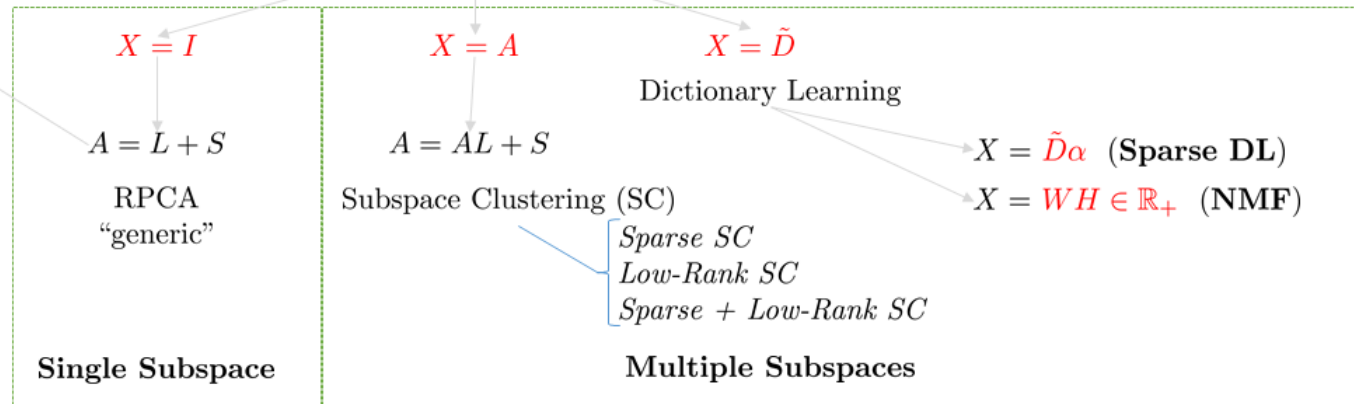 X = I
A = L + S
RPCA
“generic”
Single Subspace
X = A
A = AL + S
Subspace Clustering (SC)
Sparse SC
Low-Rank SC
Sparse + Low-Rank SC
X = D̃
Dictionary Learning
X = D̃α (Sparse DL)
X = WH ∈ ℝ₊ (NMF)
Multiple Subspaces